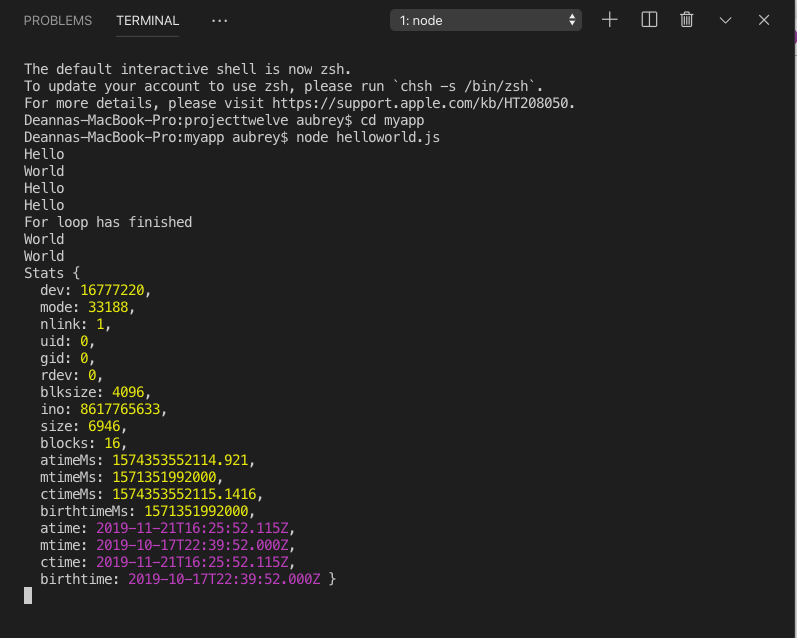 PROBLEMS TERMINAL ... 1: node
The default interactive shell is now zsh.
To update your account to use zsh, please run `chsh -s /bin/zsh`.
For more details, please visit https://support.apple.com/kb/HT208050.
Deannas-MacBook-Pro:projecttwelve aubrey$ cd myapp
Deannas-MacBook-Pro:myapp aubrey$ node helloworld.js
Hello
World
Hello
Hello
For loop has finished
World
World
Stats {
  dev: 16777220,
  mode: 33188,
  nlink: 1,
  uid: 0,
  gid: 0,
  rdev: 0,
  blksize: 4096,
  ino: 8617765633,
  size: 6946,
  blocks: 16,
  atimeMs: 1574353552114.921,
  mtimeMs: 1571351992000,
  ctimeMs: 1574353552115.1416,
  birthtimeMs: 1571351992000,
  atime: 2019-11-21T16:25:52.115Z,
  mtime: 2019-10-17T22:39:52.000Z,
  ctime: 2019-11-21T16:25:52.115Z,
  birthtime: 2019-10-17T22:39:52.000Z }